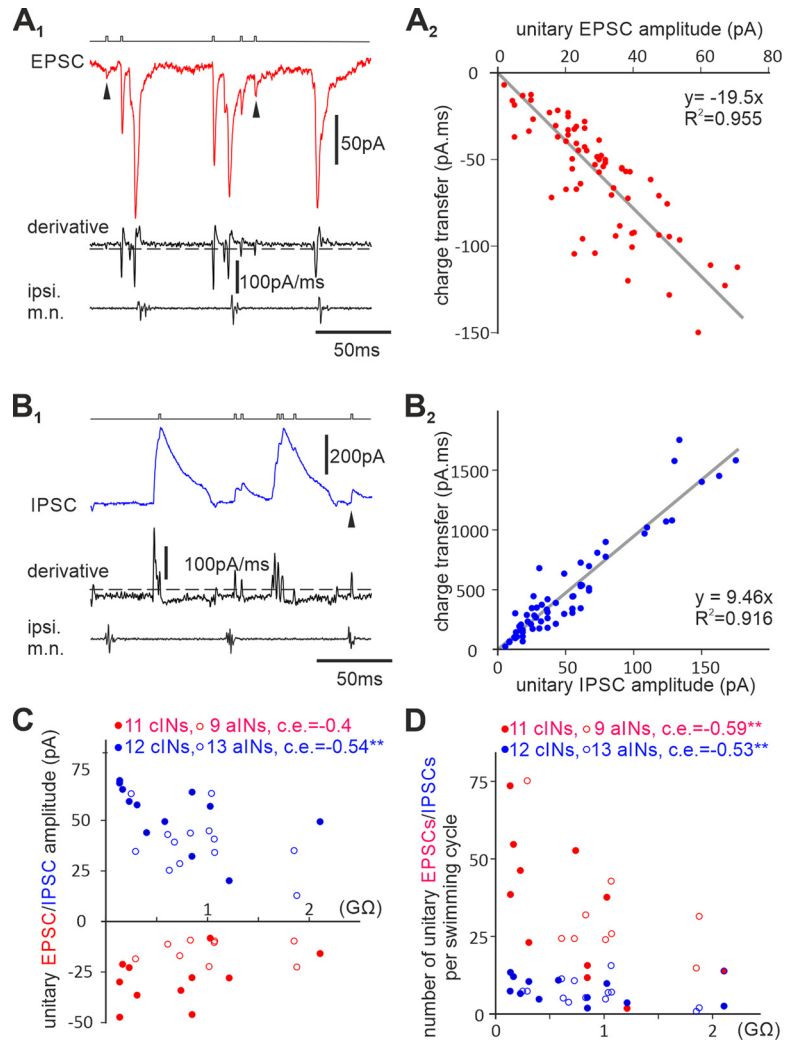 A1
EPSC
50pA
derivative
100pA/ms
ipsi.
m.n.
50ms
A2
unitary EPSC amplitude (pA)
0 20 40 60 80
0
-50
-100
-150
charge transfer (pA.ms)
y= -19.5x
R2=0.955
B1
200pA
IPSC
derivative
100pA/ms
ipsi.
m.n.
50ms
B2
charge transfer (pA.ms)
1500
1000
500
0
y = 9.46x
R2=0.916
0 50 100 150
unitary IPSC amplitude (pA)
C
11 cINs, 9 aINs, c.e.=-0.4
12 cINs, 13 aINs, c.e.=-0.54**
unitary EPSC/IPSC amplitude (pA)
75
50
25
0
-25
-50
1 2
(GΩ)
D
11 cINs, 9 aINs, c.e.=-0.59**
12 cINs, 13 aINs, c.e.=-0.53**
number of unitary EPSCs/IPSCs
per swimming cycle
75
50
25
0
0 1 2
(GΩ)